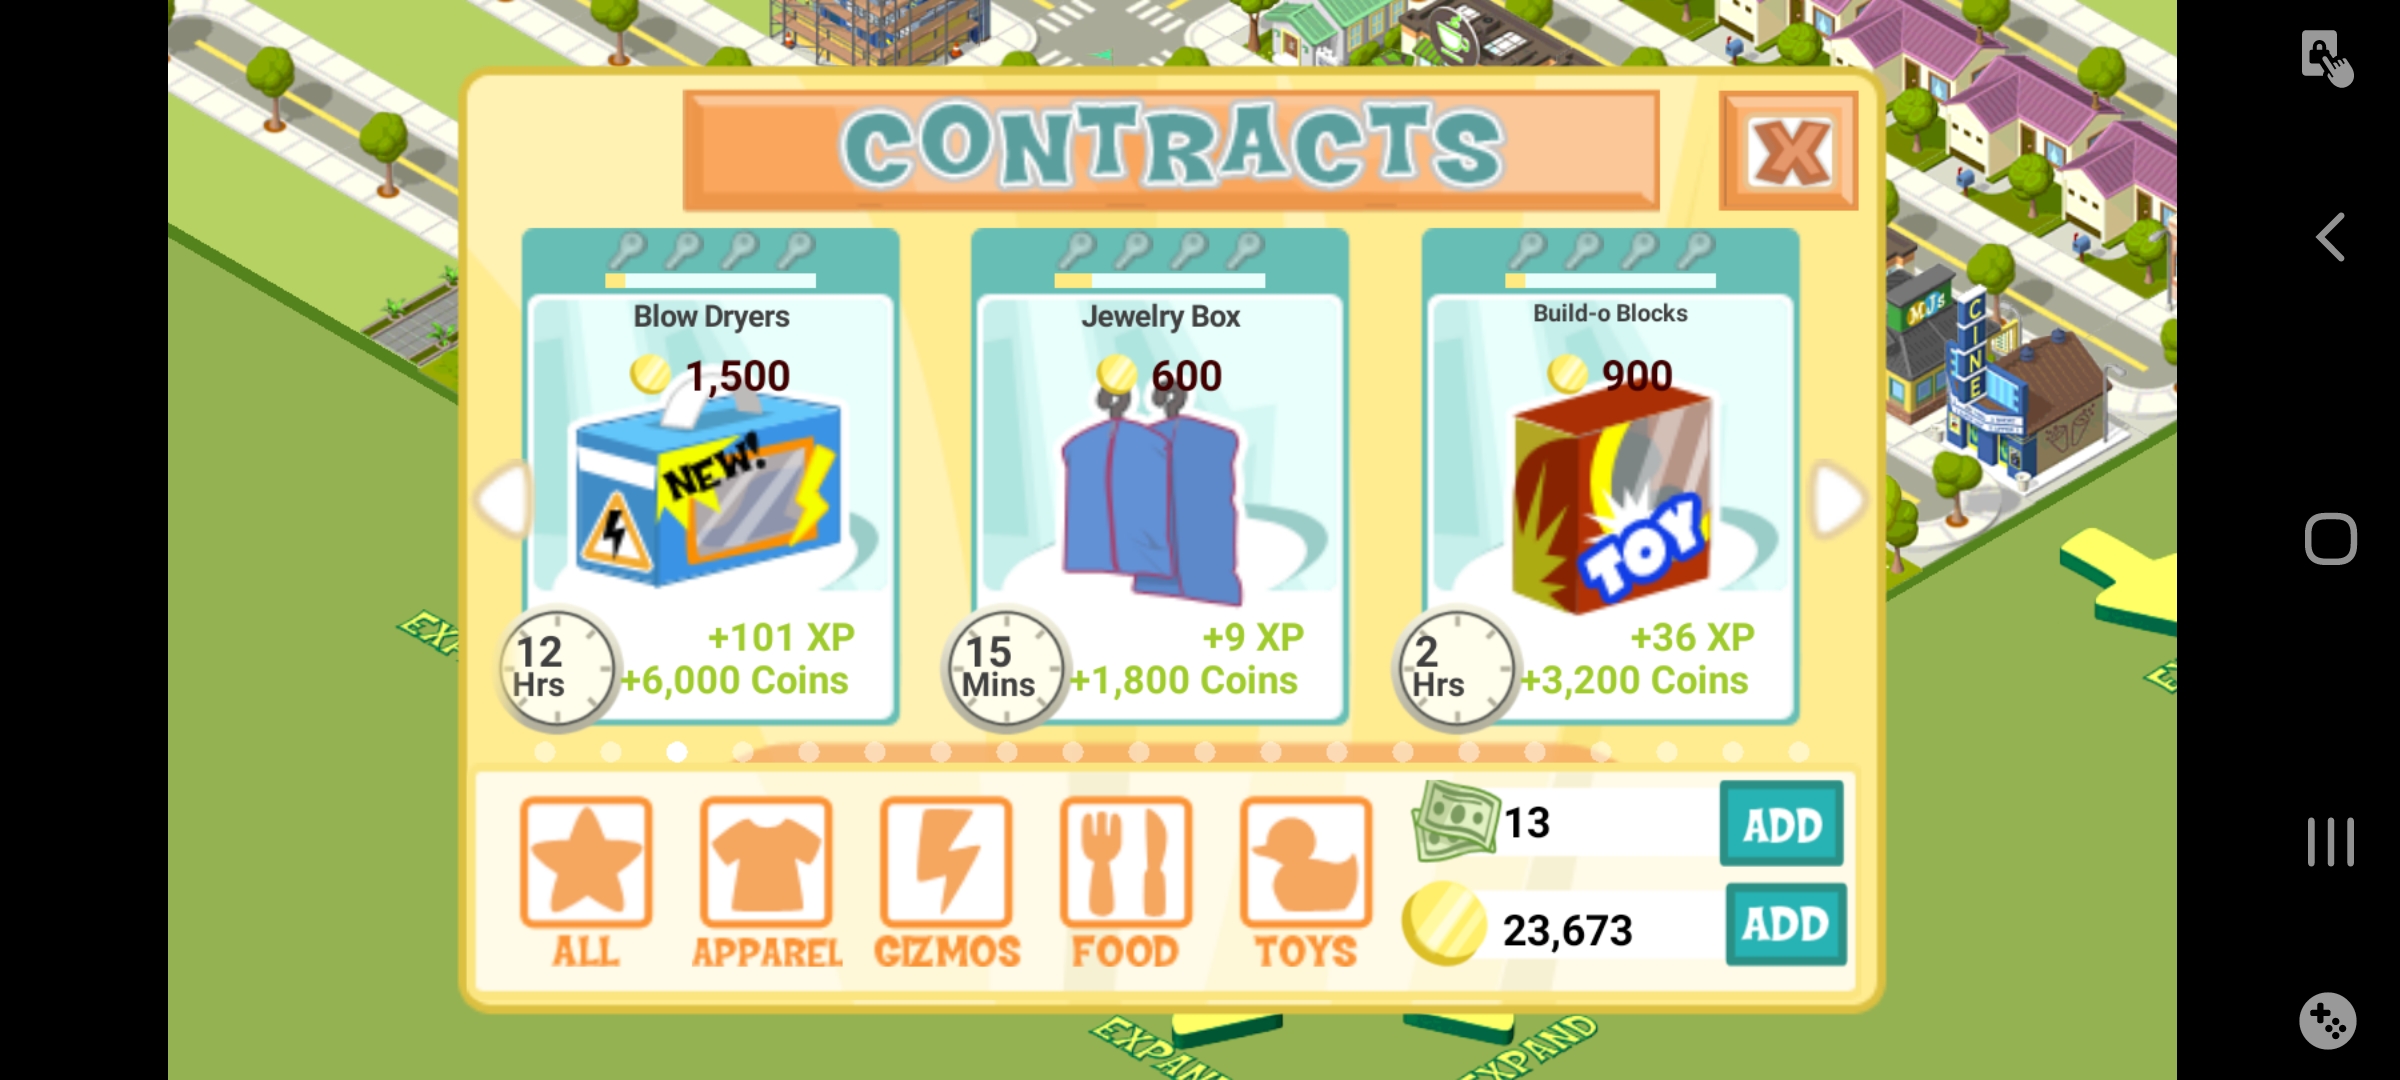 CONTRACTS
X
Blow Dryers
1,500
NEW!
12
Hrs
+101 XP
+6,000 Coins
Jewelry Box
600
15
Mins
+9 XP
+1,800 Coins
Build-o Blocks
900
TOY
2
Hrs
+36 XP
+3,200 Coins
ALL
APPAREL
GIZMOS
FOOD
TOYS
13
ADD
23,673
ADD
MJ's
CINE
EXP
EXPAN
EXPAND